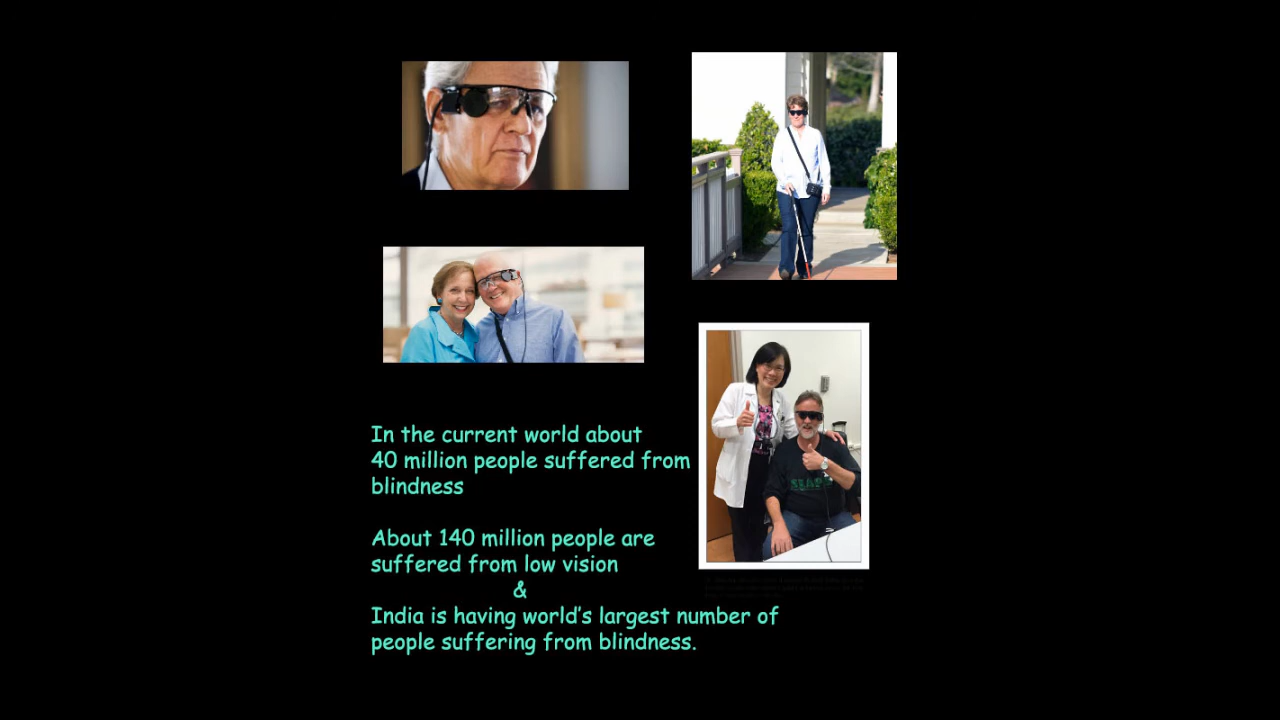 In the current world about
40 million people suffered from
blindness
About 140 million people are
suffered from low vision
&
India is having world's largest number of
people suffering from blindness.